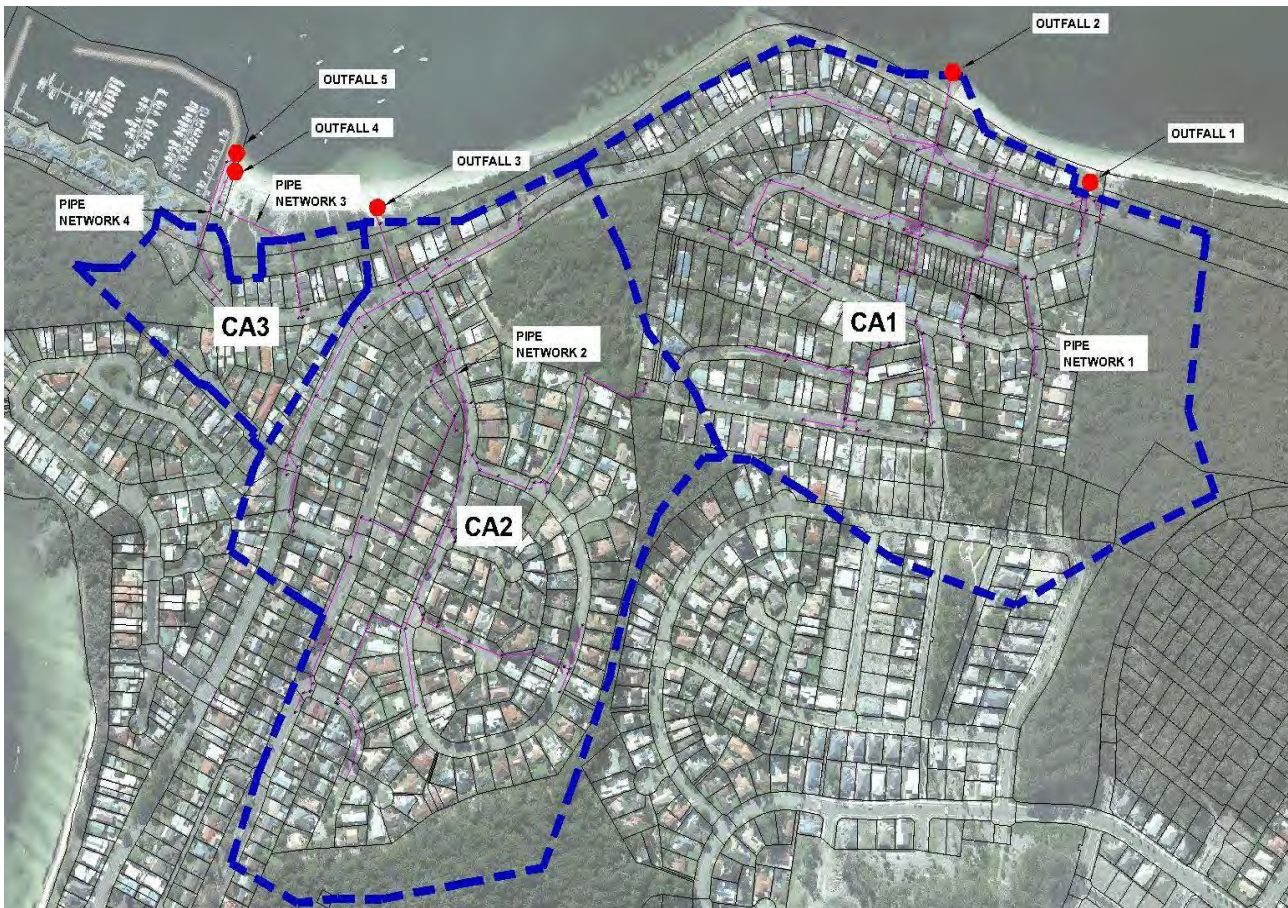 OUTFALL 2
OUTFALL 5
OUTFALL 4
OUTFALL 3
OUTFALL 1
PIPE
NETWORK 3
PIPE
NETWORK 4
CA3
CA1
PIPE
NETWORK 2
PIPE
NETWORK 1
CA2